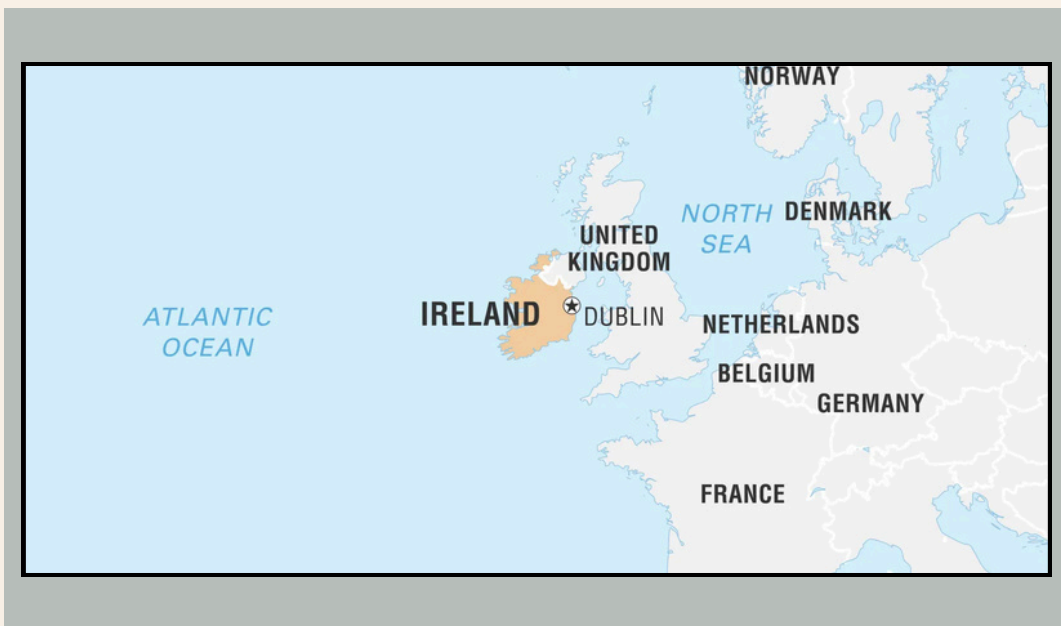 NORWAY
NORTH
SEA
DENMARK
UNITED
KINGDOM
ATLANTIC
OCEAN
IRELAND
DUBLIN
NETHERLANDS
BELGIUM
GERMANY
FRANCE